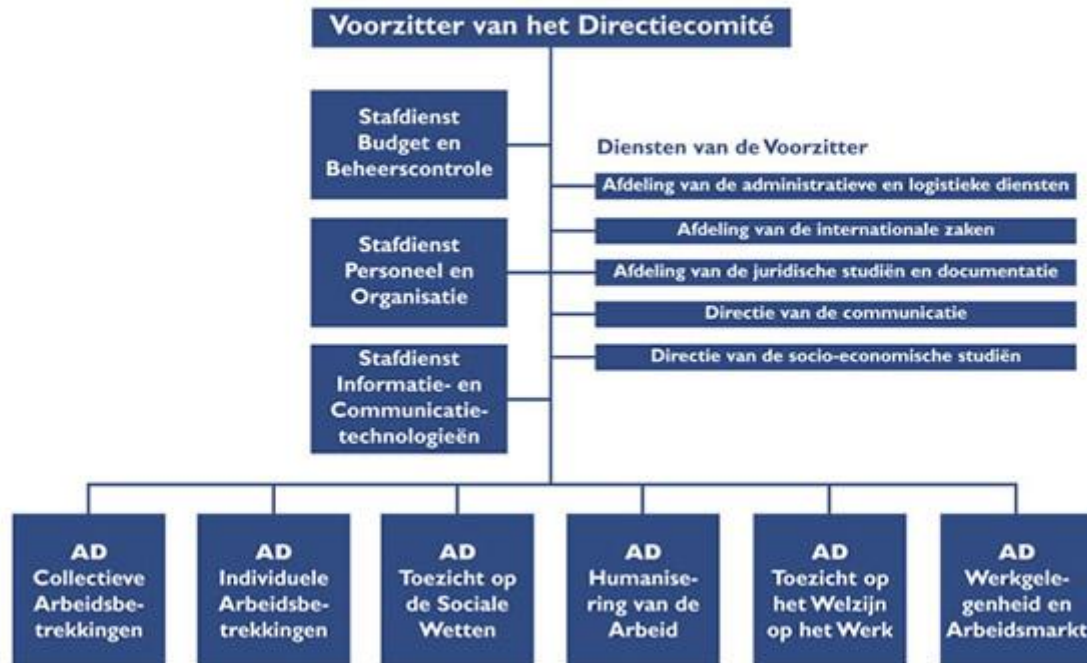 Voorzitter van het Directiecomité
Stafdienst
Budget en
Beheerscontrole
Diensten van de Voorzitter
Afdeling van de administratieve en logistieke diensten
Afdeling van de internationale zaken
Stafdienst
Personeel en
Organisatie
Afdeling van de juridische studiën en documentatie
Directie van de communicatie
Directie van de socio-economische studiën
Stafdienst
Informatie- en
Communicatie-
technologieën
AD
Collectieve
Arbeidsbe-
trekkingen
AD
Individuele
Arbeidsbe-
trekkingen
AD
Toezicht op
de Sociale
Wetten
AD
Humanise-
ring van de
Arbeid
AD
Toezicht op
het Welzijn
op het Werk
AD
Werkgele-
genheid en
Arbeidsmarkt